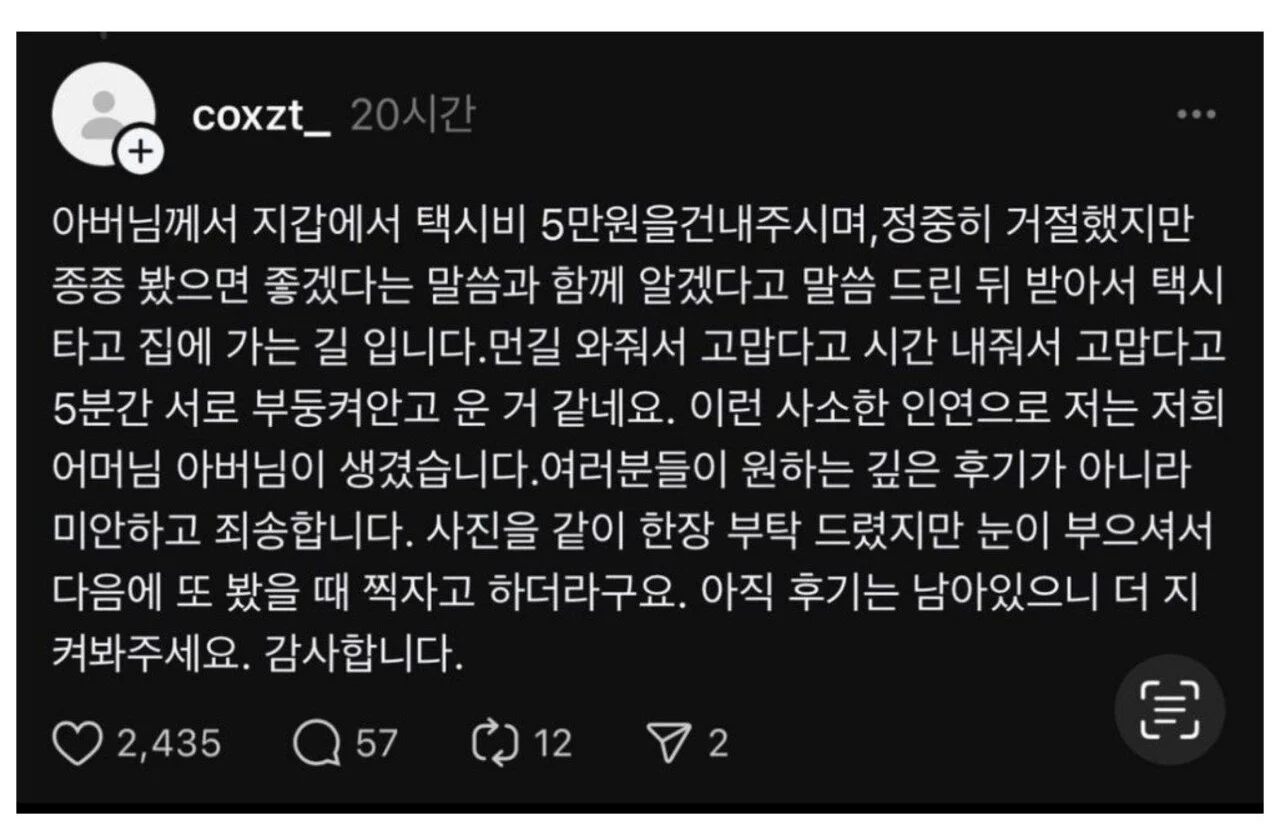 coxzt_ 20시간
아버님께서 지갑에서 택시비 5만원을건내주시며,정중히 거절했지만
종종 봤으면 좋겠다는 말씀과 함께 알겠다고 말씀 드린 뒤 받아서 택시
타고 집에 가는 길 입니다.먼길 와줘서 고맙다고 시간 내줘서 고맙다고
5분간 서로 부둥켜안고 운 거 같네요. 이런 사소한 인연으로 저는 저희
어머님 아버님이 생겼습니다.여러분들이 원하는 깊은 후기가 아니라
미안하고 죄송합니다. 사진을 같이 한장 부탁 드렸지만 눈이 부으셔서
다음에 또 봤을 때 찍자고 하더라구요. 아직 후기는 남아있으니 더 지
켜봐주세요. 감사합니다.
2,435 57 12 2